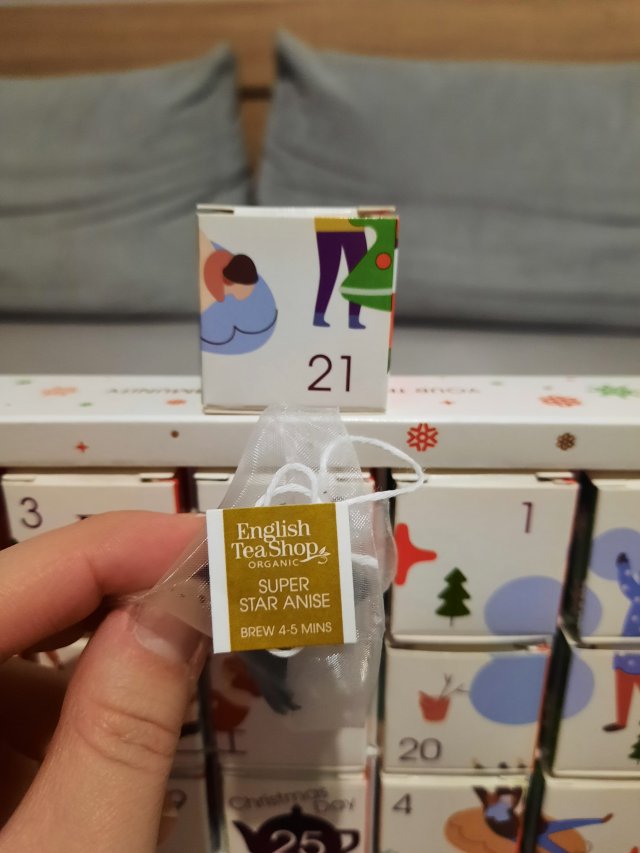 21
3
1
English
Tea Shop
ORGANIC
SUPER
STAR ANISE
BREW 4-5 MINS
20
9
Christmas Day
25
4